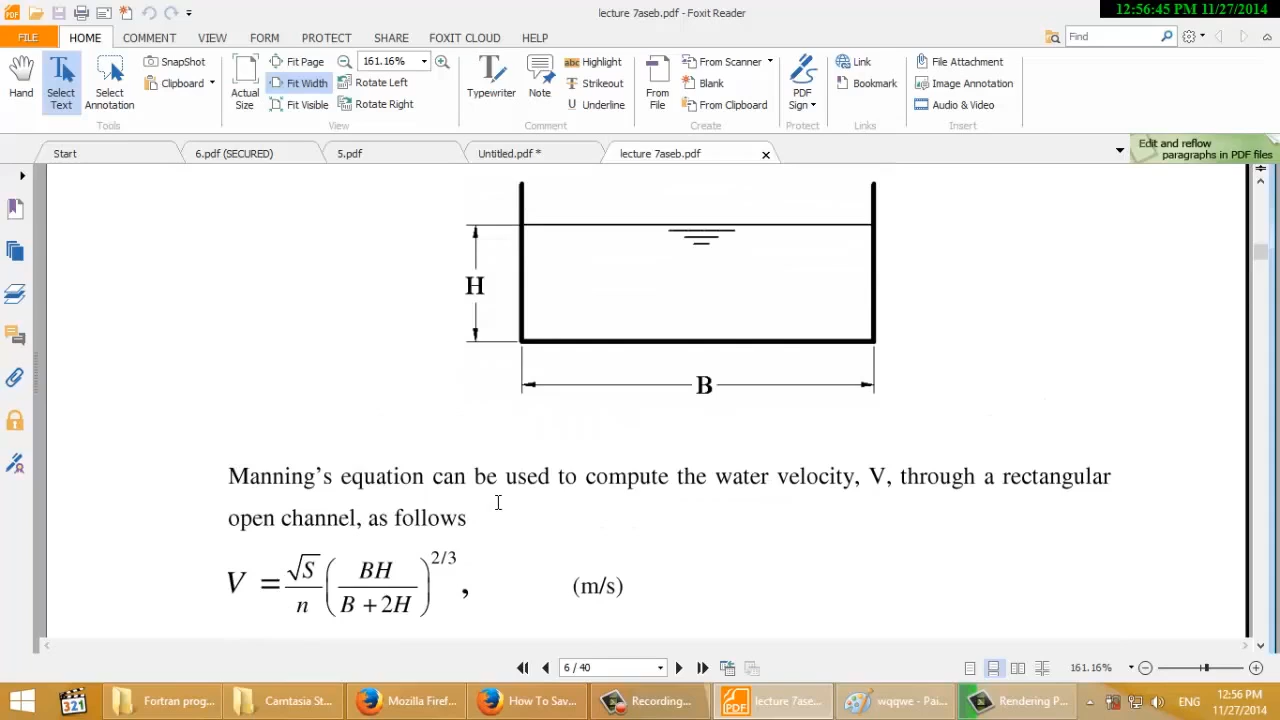 12:56:45 PM 11/27/2014
lecture 7aseb.pdf - Foxit Reader
FILE HOME COMMENT VIEW FORM PROTECT SHARE FOXIT CLOUD HELP Find
Hand
Select Text
Select Annotation
SnapShot
Clipboard
Tools
Actual Size
Fit Page
Fit Width
Fit Visible
161.16%
Rotate Left
Rotate Right
View
Typewriter
Note
Highlight
Strikeout
Underline
Comment
From File
From Scanner
Blank
From Clipboard
Create
PDF Sign
Protect
Link
Bookmark
Links
File Attachment
Image Annotation
Audio & Video
Insert
Start 6.pdf (SECURED) 5.pdf Untitled.pdf * lecture 7aseb.pdf
Edit and reflow
paragraphs in PDF files
H
B
Manning's equation can be used to compute the water velocity, V, through a rectangular
open channel, as follows
V = √S/n (BH/(B + 2H))^2/3, (m/s)
6 / 40 161.16%
321 Fortran prog... Camtasia St... Mozilla Firef... How To Sav... Recording... lecture 7ase... wqqwe - Pai... Rendering P... ENG 12:56 PM
11/27/2014